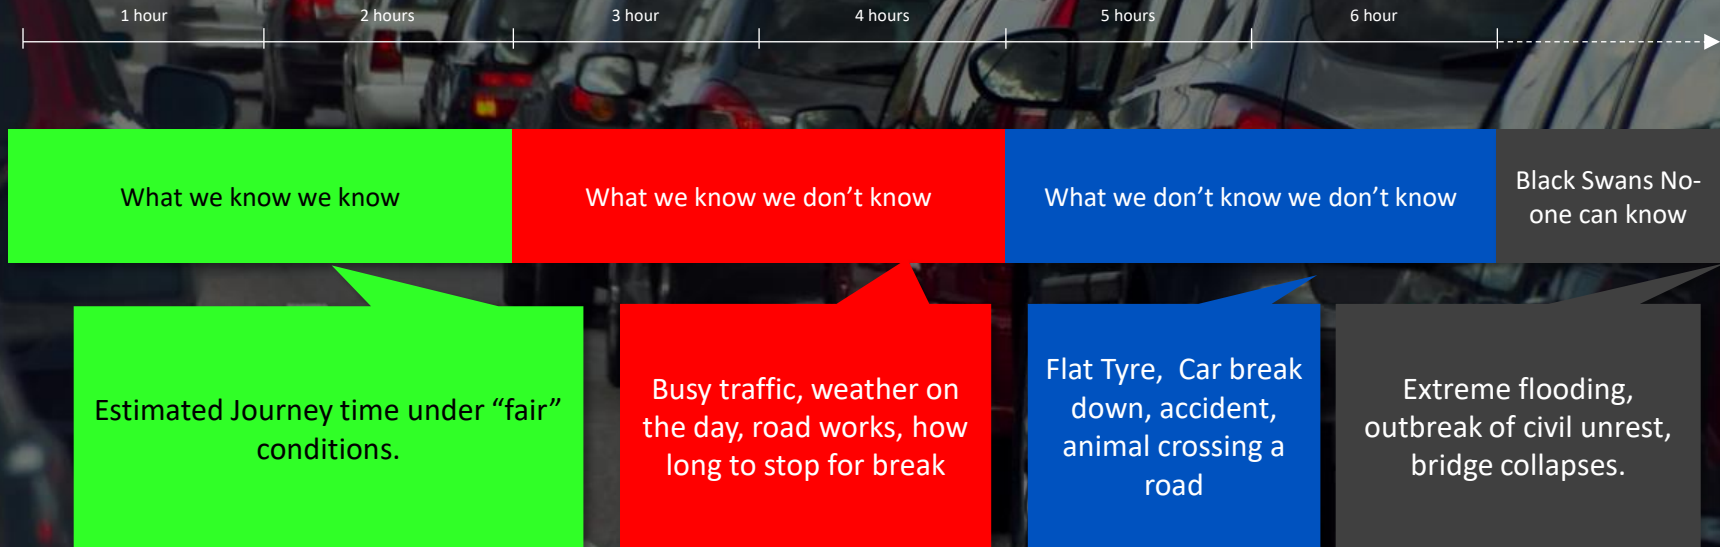 1 hour
2 hours
3 hour
4 hours
5 hours
6 hour
What we know we know
What we know we don’t know
What we don’t know we don’t know
Black Swans No-
one can know
Estimated Journey time under “fair”
conditions.
Busy traffic, weather on
the day, road works, how
long to stop for break
Flat Tyre,  Car break
down, accident,
animal crossing a
road
Extreme flooding,
outbreak of civil unrest,
bridge collapses.